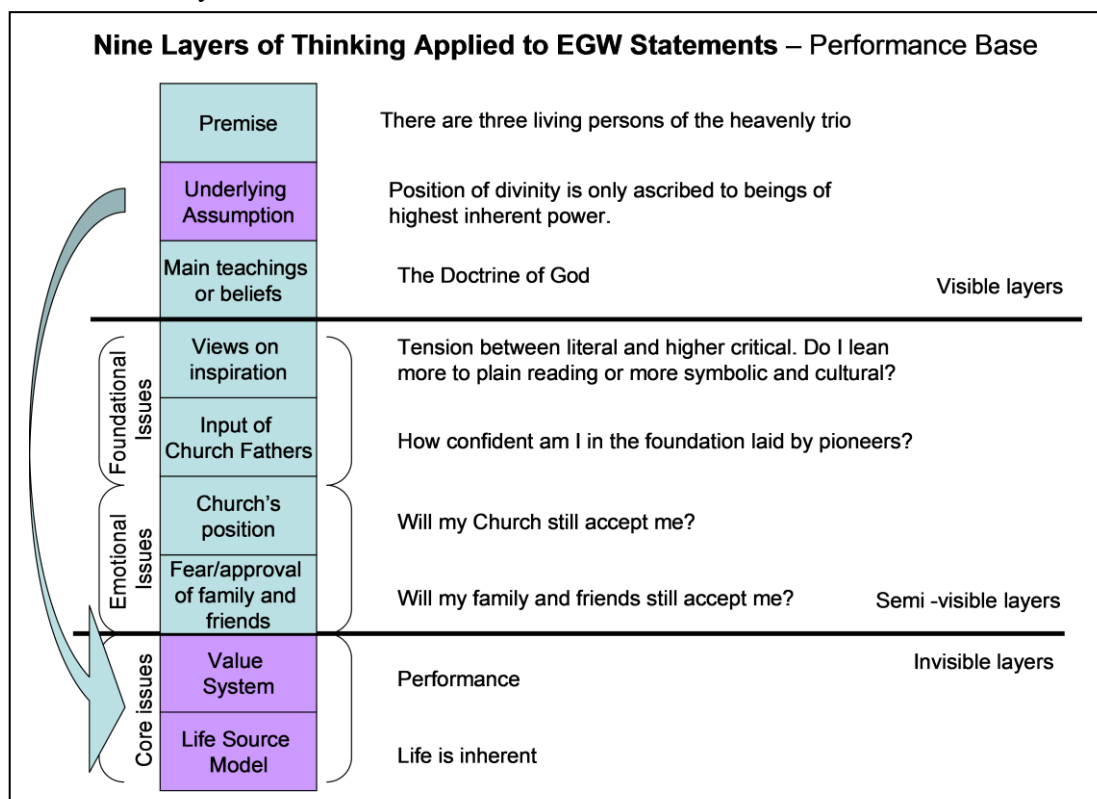 Nine Layers of Thinking Applied to EGW Statements – Performance Base
Premise
There are three living persons of the heavenly trio
Underlying
Assumption
Position of divinity is only ascribed to beings of
highest inherent power.
Main teachings
or beliefs
The Doctrine of God
Visible layers
Foundational
Issues
Views on
inspiration
Tension between literal and higher critical. Do I lean
more to plain reading or more symbolic and cultural?
Input of
Church Fathers
How confident am I in the foundation laid by pioneers?
Emotional
Issues
Church's
position
Will my Church still accept me?
Fear/approval
of family and
friends
Will my family and friends still accept me?
Semi -visible layers
Invisible layers
Core issues
Value
System
Performance
Life Source
Model
Life is inherent